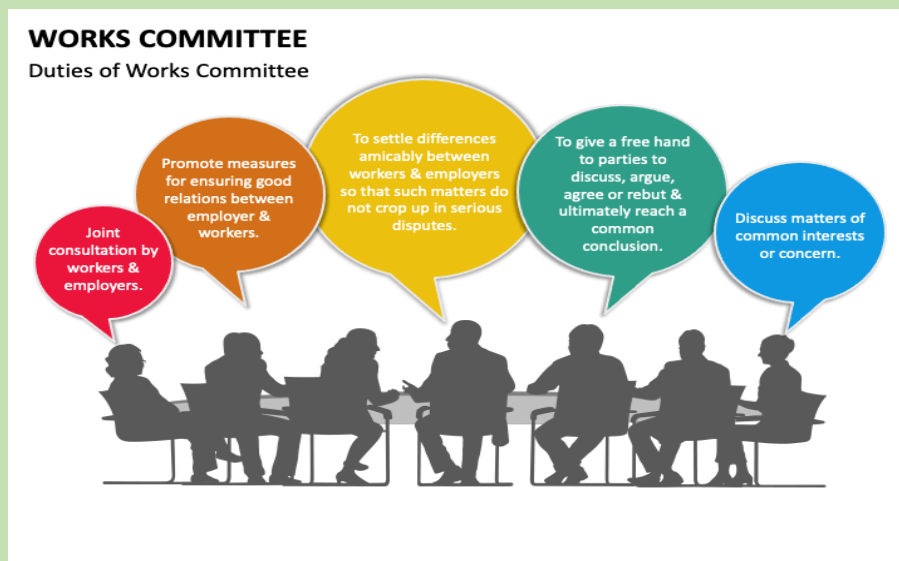 WORKS COMMITTEE
Duties of Works Committee
Joint
consultation by
workers &
employers.
Promote measures
for ensuring good
relations between
employer &
workers.
To settle differences
amicably between
workers & employers
so that such matters do
not crop up in serious
disputes.
To give a free hand
to parties to
discuss, argue,
agree or rebut &
ultimately reach a
common
conclusion.
Discuss matters of
common interests
or concern.